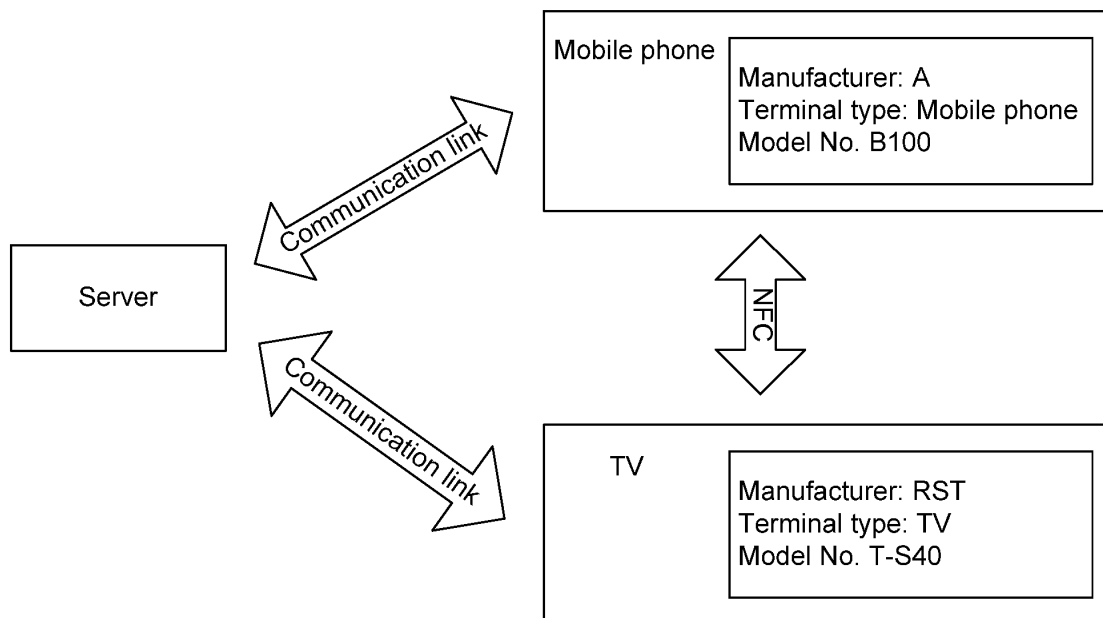 Mobile phone
Manufacturer: A
Terminal type: Mobile phone
Model No. B100
Communication link
Server
NFC
Communication link
TV
Manufacturer: RST
Terminal type: TV
Model No. T-S40